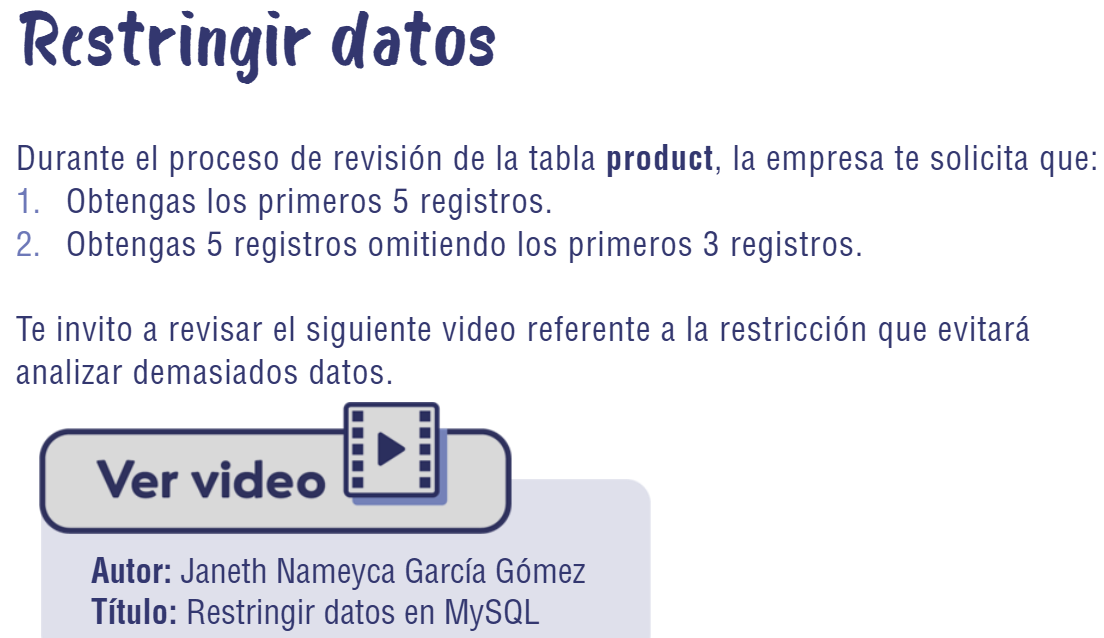 Restringir datos
Durante el proceso de revisión de la tabla product, la empresa te solicita que:
1. Obtengas los primeros 5 registros.
2. Obtengas 5 registros omitiendo los primeros 3 registros.
Te invito a revisar el siguiente video referente a la restricción que evitará
analizar demasiados datos.
Ver video
Autor: Janeth Nameyca García Gómez
Título: Restringir datos en MySQL